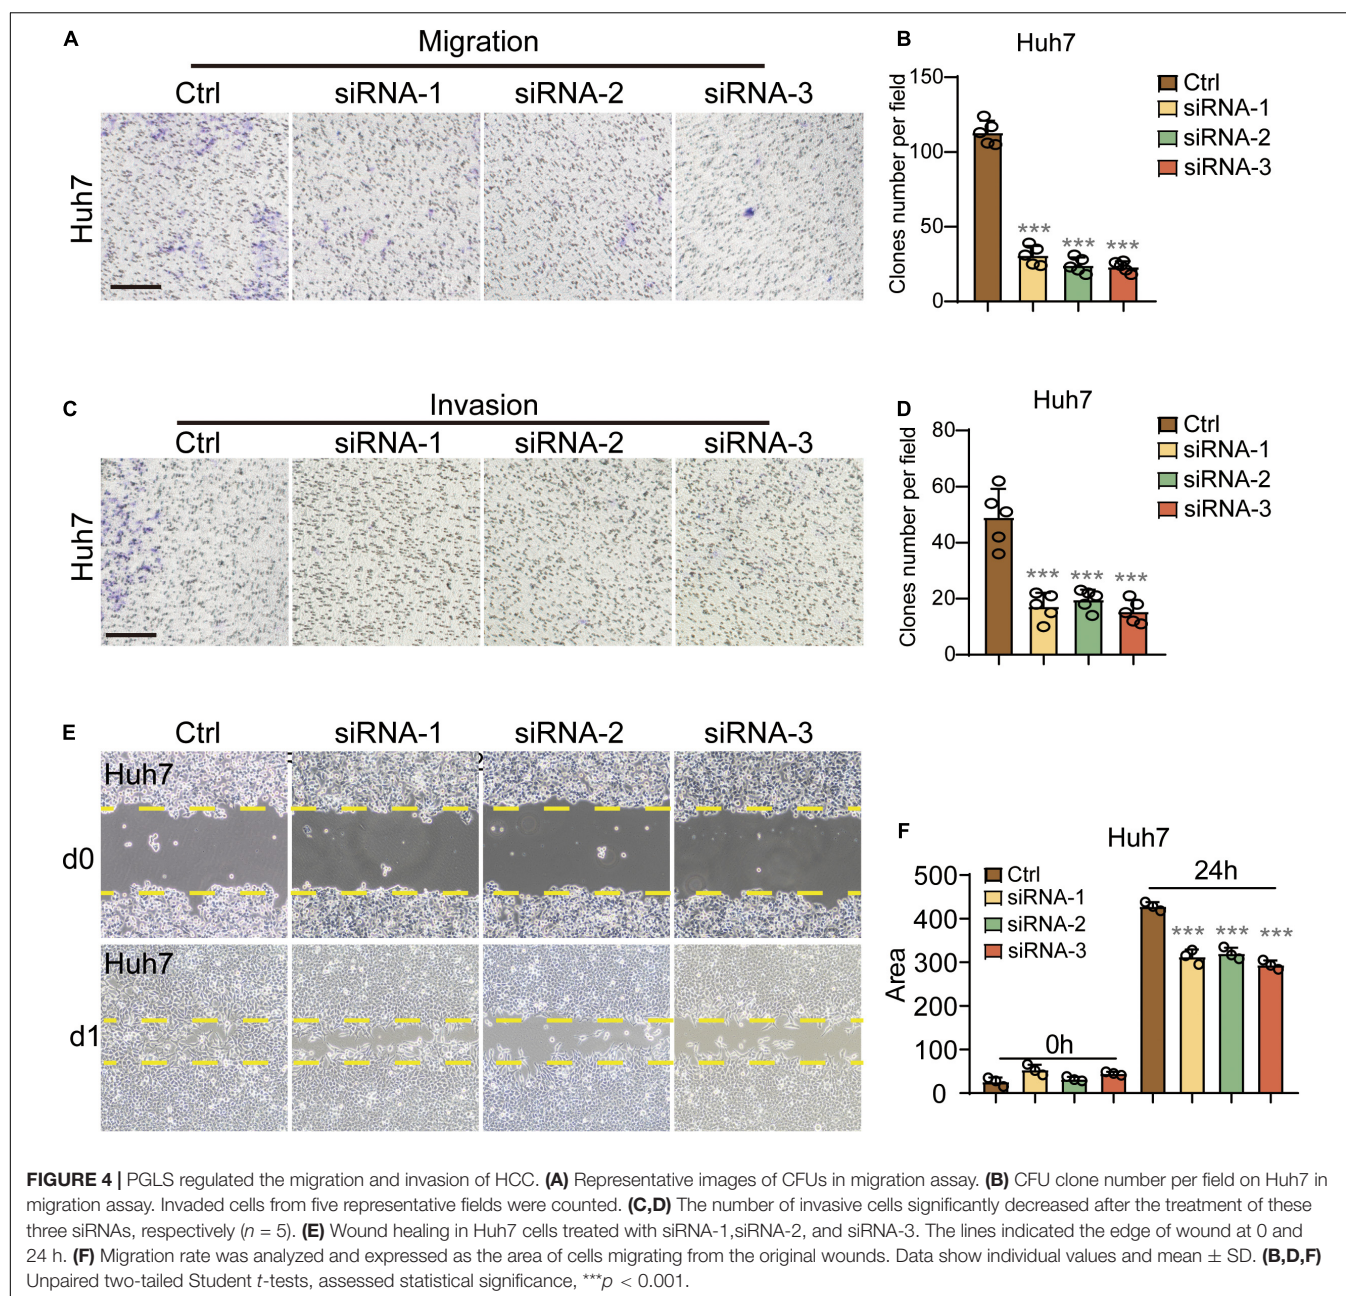 A
Migration
Ctrl siRNA-1 siRNA-2 siRNA-3
Huh7
B
Huh7
Clones number per field
150
100
50
0
***
***
***
Ctrl
siRNA-1
siRNA-2
siRNA-3
C
Invasion
Ctrl siRNA-1 siRNA-2 siRNA-3
Huh7
D
Huh7
Clones number per field
80
60
40
20
0
*** *** ***
Ctrl
siRNA-1
siRNA-2
siRNA-3
E
Ctrl siRNA-1 siRNA-2 siRNA-3
Huh7
d0
Huh7
d1
F
Huh7
Area
500
400
300
200
100
0
Ctrl
siRNA-1
siRNA-2
siRNA-3
0h
24h
*** *** ***
FIGURE 4 | PGLS regulated the migration and invasion of HCC. (A) Representative images of CFUs in migration assay. (B) CFU clone number per field on Huh7 in
migration assay. Invaded cells from five representative fields were counted. (C,D) The number of invasive cells significantly decreased after the treatment of these
three siRNAs, respectively (n = 5). (E) Wound healing in Huh7 cells treated with siRNA-1,siRNA-2, and siRNA-3. The lines indicated the edge of wound at 0 and
24 h. (F) Migration rate was analyzed and expressed as the area of cells migrating from the original wounds. Data show individual values and mean ± SD. (B,D,F)
Unpaired two-tailed Student t-tests, assessed statistical significance, ***p < 0.001.